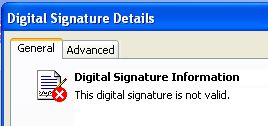 Digital Signature Details
General Advanced
Digital Signature Information
This digital signature is not valid.